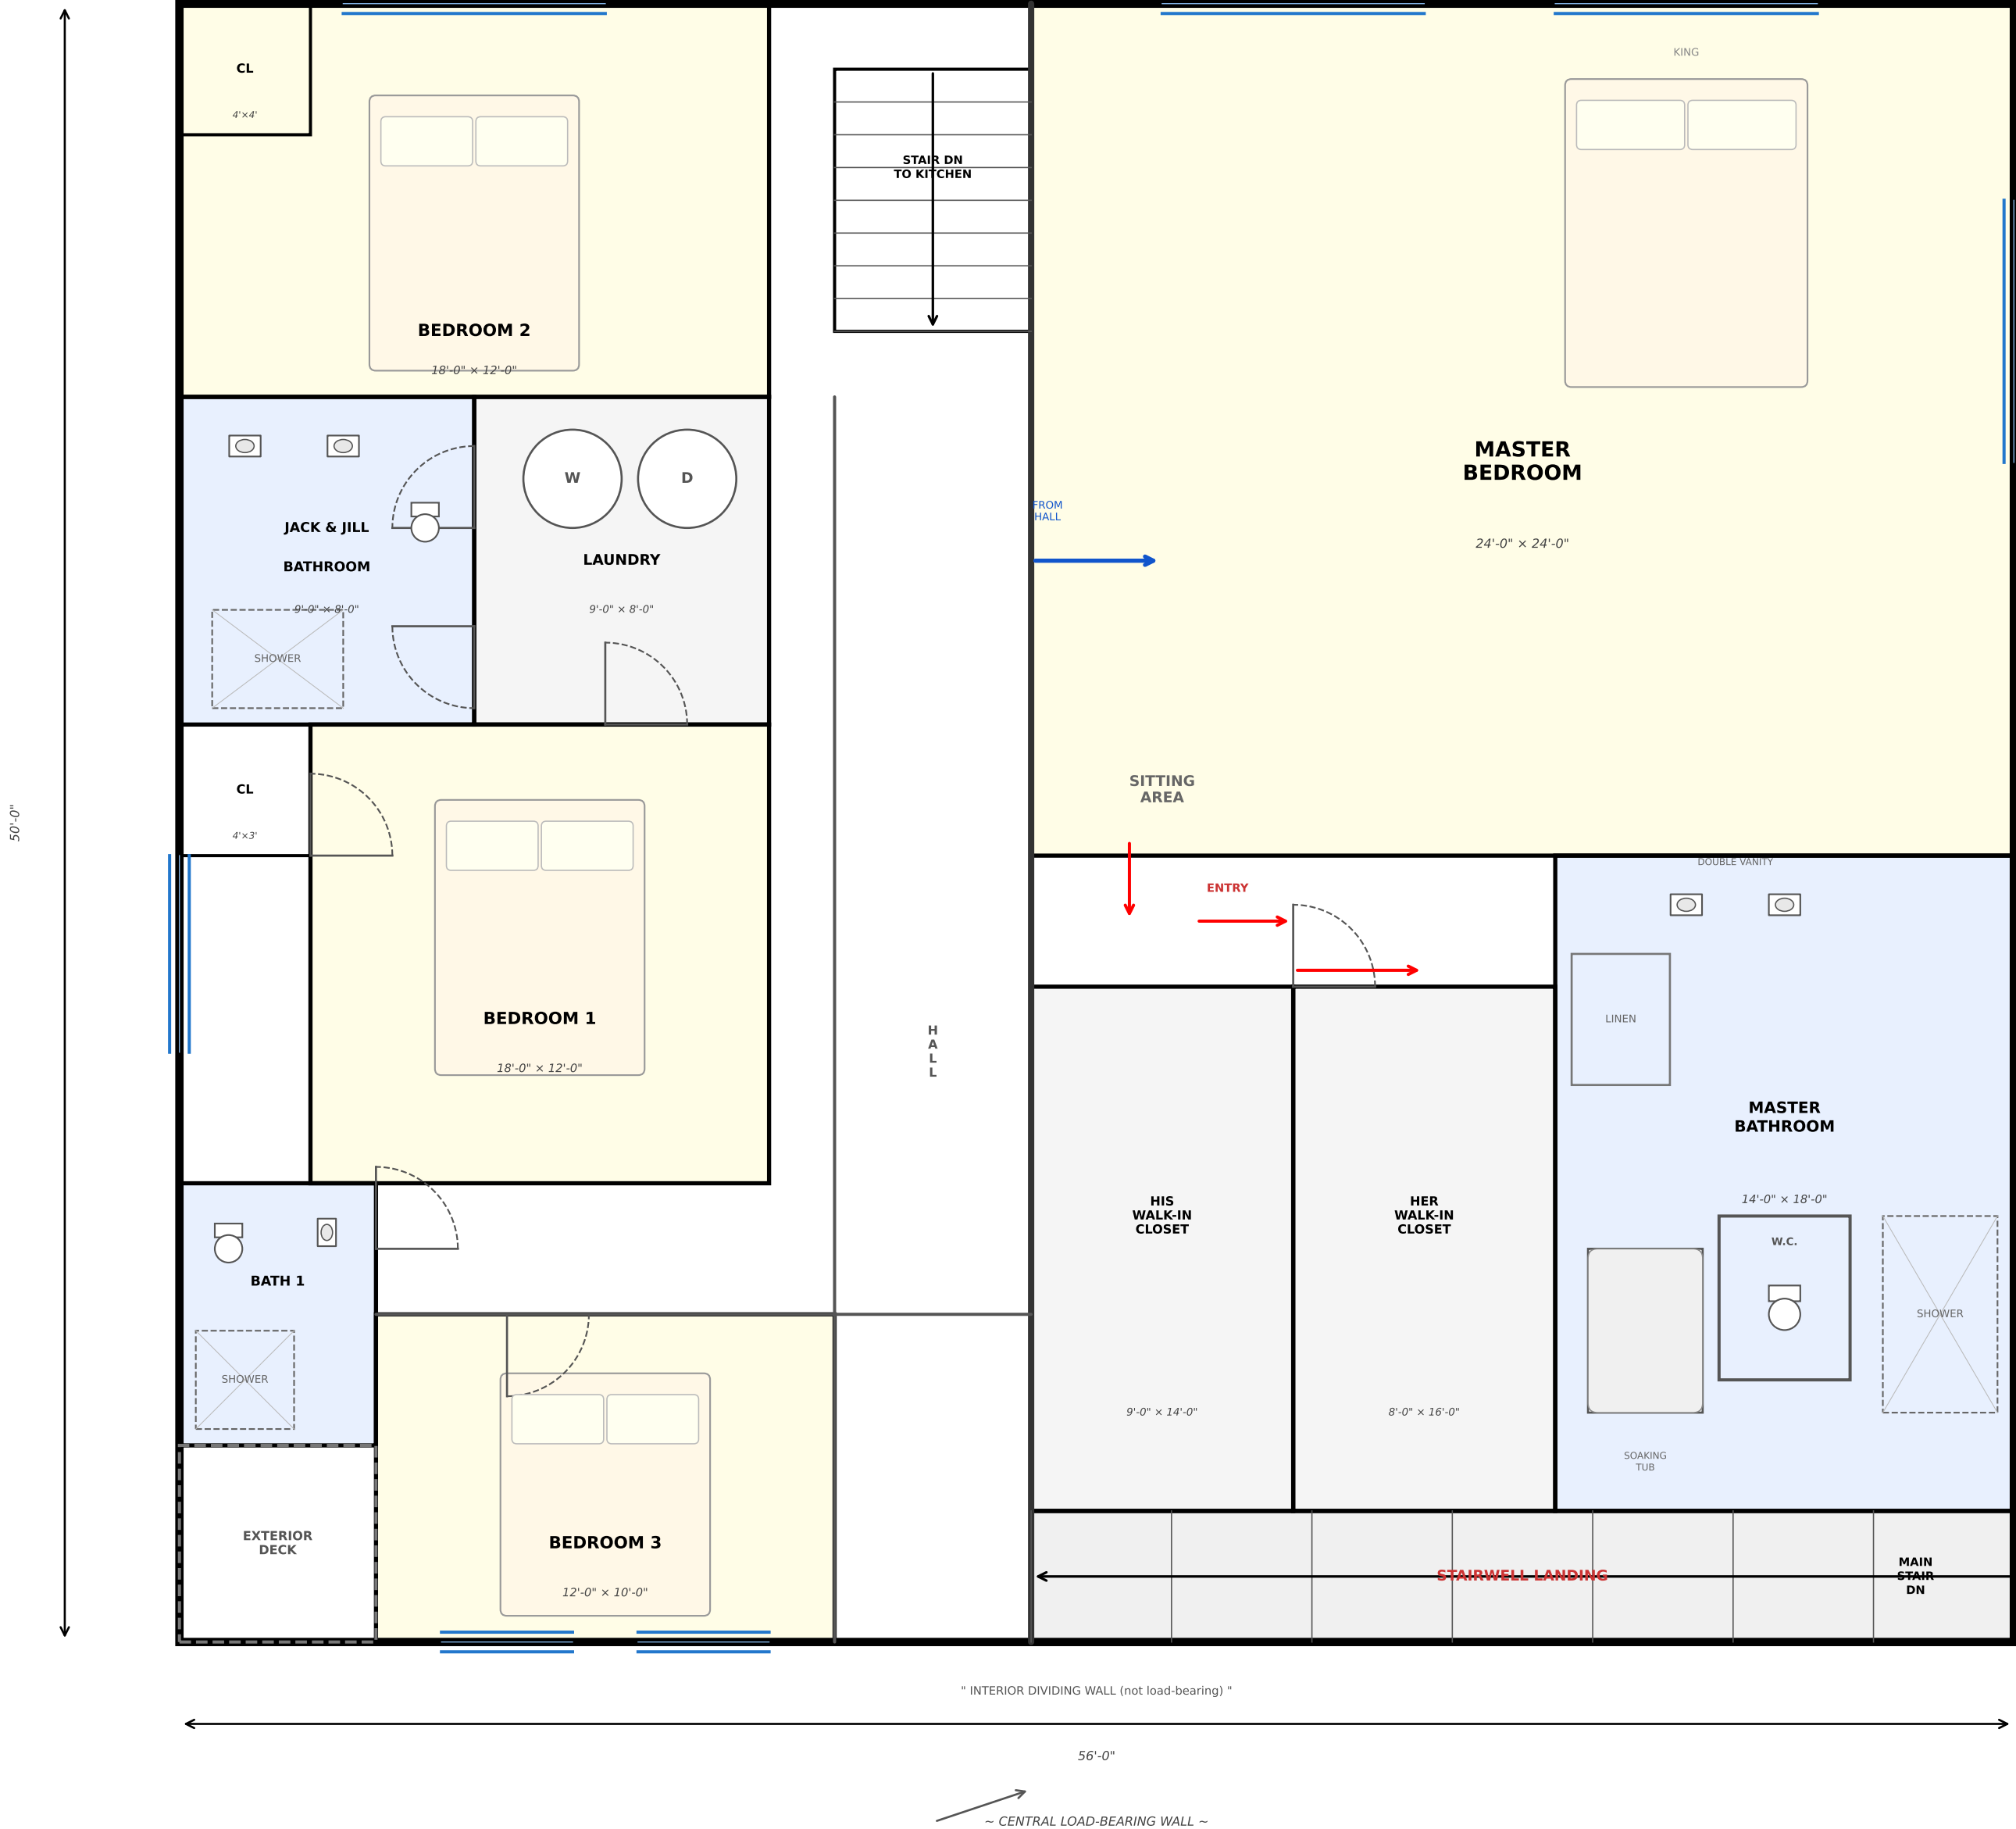 KING
CL
4'×4'
STAIR DN
TO KITCHEN
BEDROOM 2
18'-0" × 12'-0"
MASTER
BEDROOM
24'-0" × 24'-0"
W
D
FROM
HALL
JACK & JILL
BATHROOM
9'-0" × 8'-0"
SHOWER
LAUNDRY
9'-0" × 8'-0"
SITTING
AREA
CL
4'×3'
50'-0"
ENTRY
DOUBLE VANITY
LINEN
BEDROOM 1
18'-0" × 12'-0"
H
A
L
L
MASTER
BATHROOM
14'-0" × 18'-0"
HIS
WALK-IN
CLOSET
9'-0" × 14'-0"
HER
WALK-IN
CLOSET
8'-0" × 16'-0"
W.C.
SHOWER
SOAKING
TUB
BATH 1
SHOWER
EXTERIOR
DECK
BEDROOM 3
12'-0" × 10'-0"
STAIRWELL LANDING
MAIN
STAIR
DN
" INTERIOR DIVIDING WALL (not load-bearing) "
56'-0"
~ CENTRAL LOAD-BEARING WALL ~